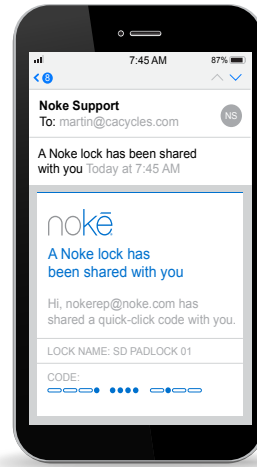 7:45 AM 87%
8
Noke Support
To: martin@cacycles.com
NS
A Noke lock has been shared
with you Today at 7:45 AM
nokē
A Noke lock has
been shared with you
Hi, nokerep@noke.com has
shared a quick-click code with you.
LOCK NAME: SD PADLOCK 01
CODE: